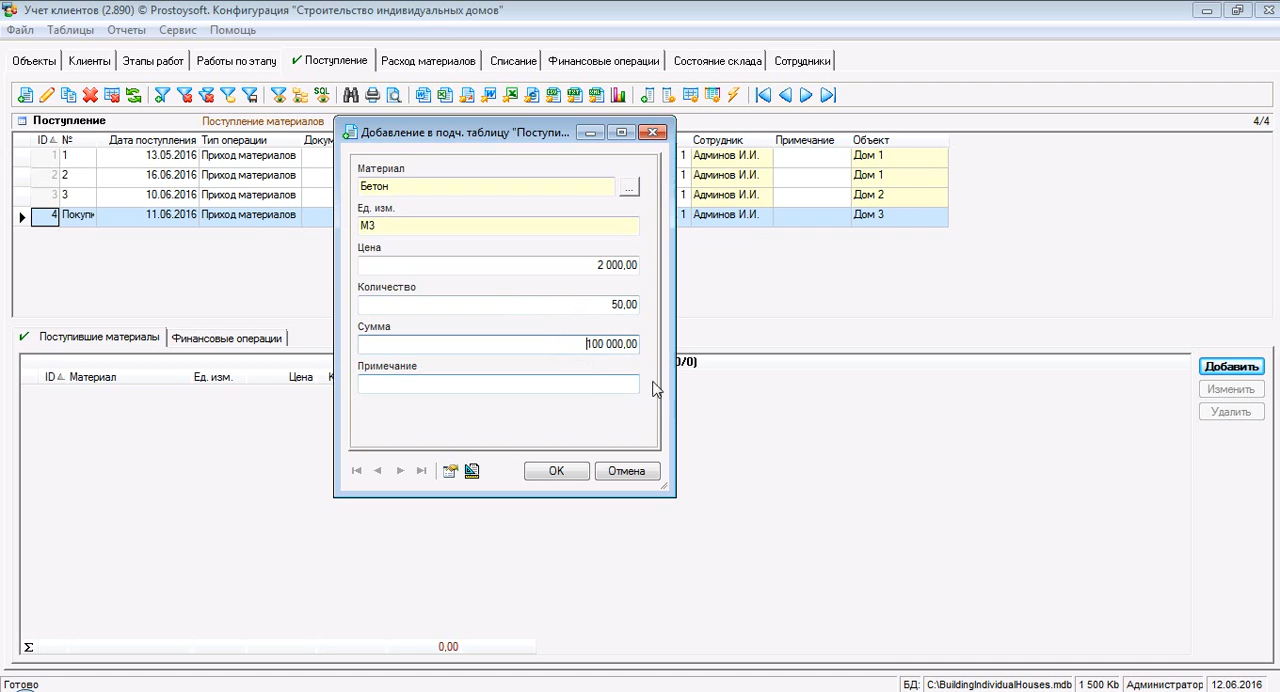 Учет клиентов (2.890) © Prostoysoft. Конфигурация "Строительство индивидуальных домов"
Файл Таблицы Отчеты Сервис Помощь
Объекты Клиенты Этапы работ Работы по этапу Поступление Расход материалов Списание Финансовые операции Состояние склада Сотрудники
SQL
Поступление Поступление материалов 4/4
ID № Дата поступления Тип операции Докум Сотрудник Примечание Объект
1 1 13.05.2016 Приход материалов 1 Админов И.И. Дом 1
2 2 16.06.2016 Приход материалов 1 Админов И.И. Дом 1
3 3 10.06.2016 Приход материалов 1 Админов И.И. Дом 2
4 Покупк 11.06.2016 Приход материалов 1 Админов И.И. Дом 3
Добавление в подч. таблицу "Поступи...
Материал
Бетон ...
Ед. изм.
М3
Цена
2 000,00
Количество
50,00
Сумма
100 000,00
Примечание
OK Отмена
Поступившие материалы Финансовые операции
0/0)
ID Материал Ед. изм. Цена К
Добавить
Изменить
Удалить
Σ 0,00
Готово БД: C:\BuildingIndividualHouses.mdb 1 500 Kb Администратор 12.06.2016